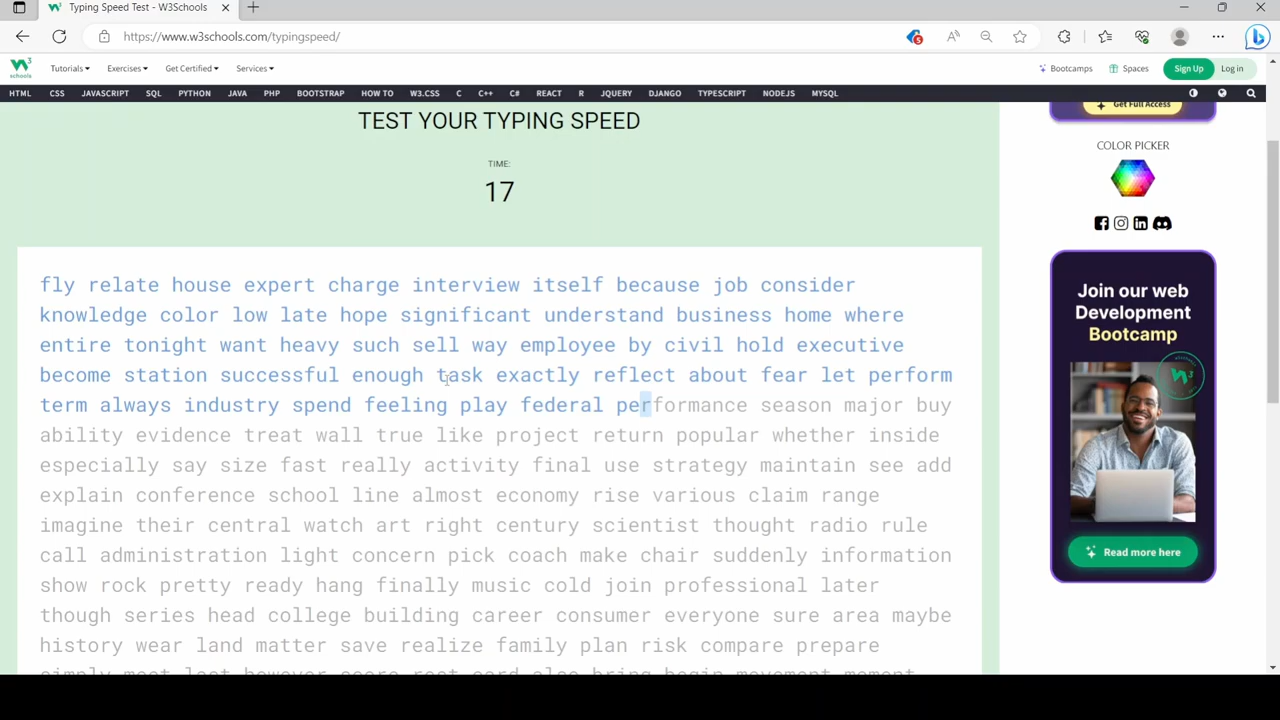 Typing Speed Test - W3Schools
https://www.w3schools.com/typingspeed/
W3 schools
Tutorials Exercises Get Certified Services Bootcamps Spaces Sign Up Log in
HTML CSS JAVASCRIPT SQL PYTHON JAVA PHP BOOTSTRAP HOW TO W3.CSS C C++ C# REACT R JQUERY DJANGO TYPESCRIPT NODEJS MYSQL
TEST YOUR TYPING SPEED
TIME:
17
fly relate house expert charge interview itself because job consider
knowledge color low late hope significant understand business home where
entire tonight want heavy such sell way employee by civil hold executive
become station successful enough task exactly reflect about fear let perform
term always industry spend feeling play federal performance season major buy
ability evidence treat wall true like project return popular whether inside
especially say size fast really activity final use strategy maintain see add
explain conference school line almost economy rise various claim range
imagine their central watch art right century scientist thought radio rule
call administration light concern pick coach make chair suddenly information
show rock pretty ready hang finally music cold join professional later
though series head college building career consumer everyone sure area maybe
history wear land matter save realize family plan risk compare prepare
Get Full Access
COLOR PICKER
Join our web
Development
Bootcamp
W3
Read more here